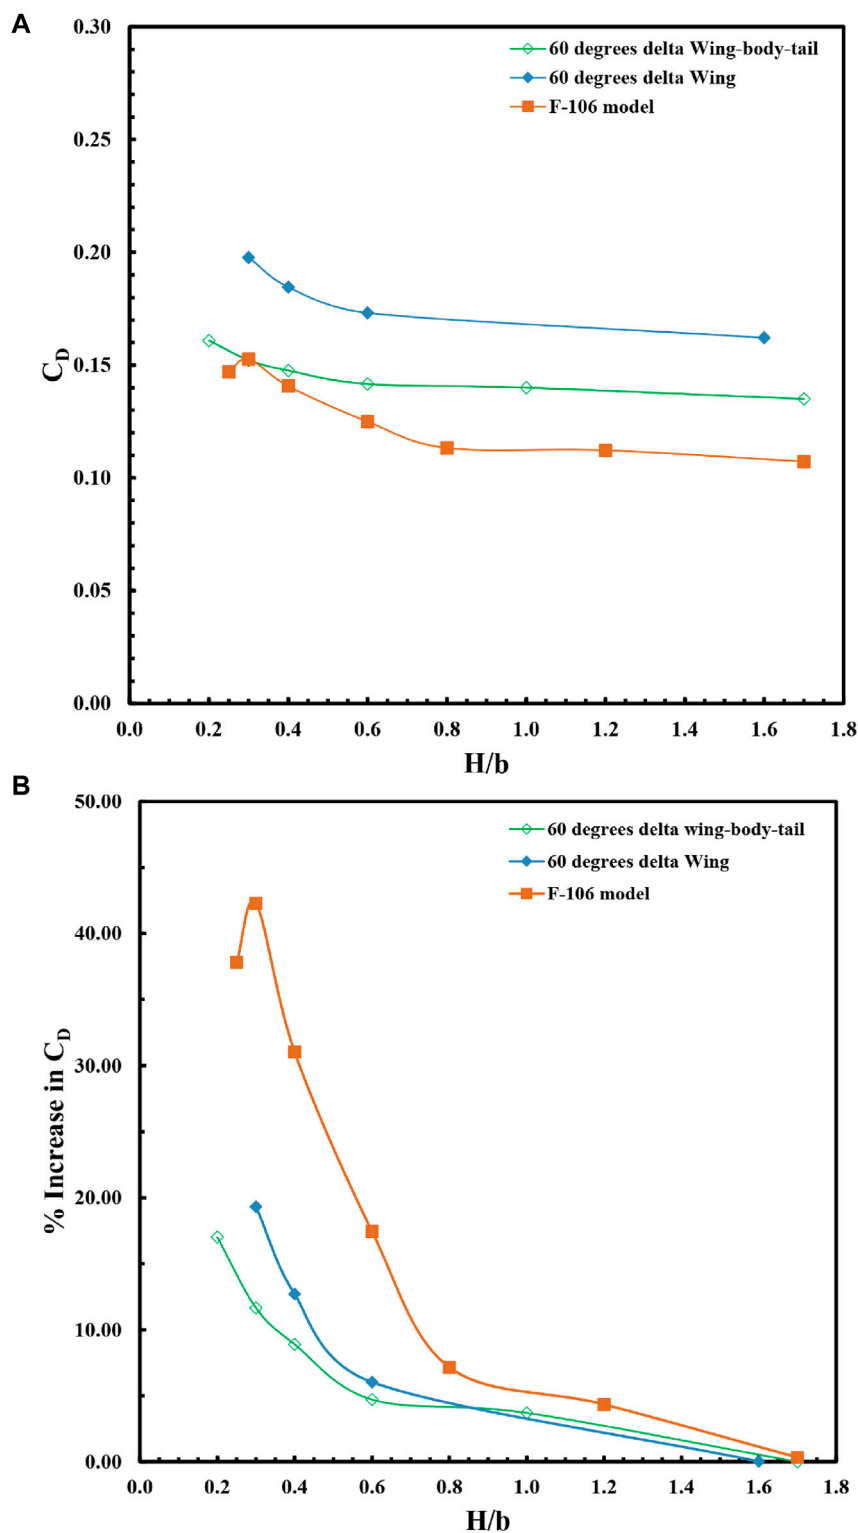 A
0.30
0.25
0.20
0.15
0.10
0.05
0.00
C_D
60 degrees delta Wing-body-tail
60 degrees delta Wing
F-106 model
0.0 0.2 0.4 0.6 0.8 1.0 1.2 1.4 1.6 1.8
H/b
B
50.00
40.00
30.00
20.00
10.00
0.00
% Increase in C_D
60 degrees delta wing-body-tail
60 degrees delta Wing
F-106 model
0.0 0.2 0.4 0.6 0.8 1.0 1.2 1.4 1.6 1.8
H/b